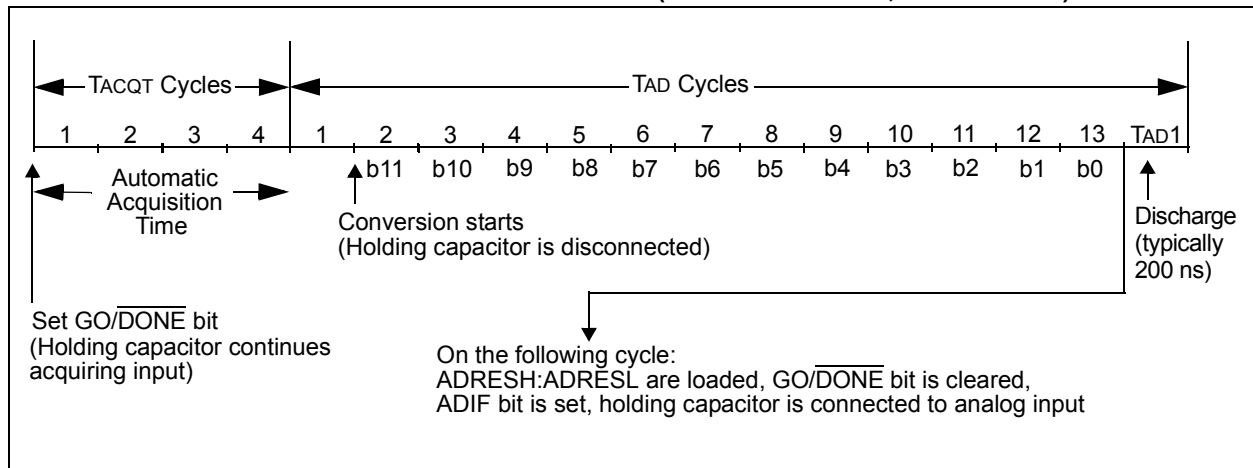 TACQT Cycles TAD Cycles
1 2 3 4 1 2 3 4 5 6 7 8 9 10 11 12 13 TAD1
b11 b10 b9 b8 b7 b6 b5 b4 b3 b2 b1 b0
Automatic
Acquisition
Time
Conversion starts
(Holding capacitor is disconnected)
Discharge
(typically
200 ns)
Set GO/DONE bit
(Holding capacitor continues
acquiring input)
On the following cycle:
ADRESH:ADRESL are loaded, GO/DONE bit is cleared,
ADIF bit is set, holding capacitor is connected to analog input